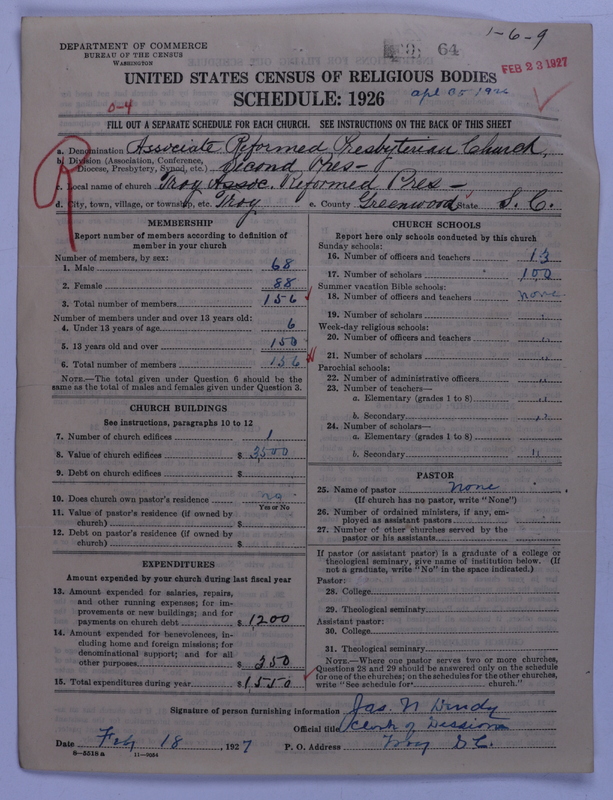 1-6-9
DEPARTMENT OF COMMERCE
BUREAU OF THE CENSUS
WASHINGTON
64
FEB 23 1927
UNITED STATES CENSUS OF RELIGIOUS BODIES
SCHEDULE: 1926
0-4
FILL OUT A SEPARATE SCHEDULE FOR EACH CHURCH. SEE INSTRUCTIONS ON THE BACK OF THIS SHEET
R
a. Denomination Associate Reformed Presbyterian Church
b. Division (Association, Conference, Diocese, Presbytery, Synod, etc.) Second Pres-
c. Local name of church Troy Assoc. Reformed Pres-
d. City, town, village, or township, etc. Troy e. County Greenwood State S. C.
MEMBERSHIP
Report number of members according to definition of
member in your church
Number of members, by sex:
1. Male 68
2. Female 88
3. Total number of members 156
Number of members under and over 13 years old:
4. Under 13 years of age 6
5. 13 years old and over 150
6. Total number of members 156
NOTE.—The total given under Question 6 should be the
same as the total of males and females given under Question 3.
CHURCH BUILDINGS
See instructions, paragraphs 10 to 12
7. Number of church edifices 1
8. Value of church edifices $ 3500
9. Debt on church edifices $
10. Does church own pastor's residence no
Yes or No
11. Value of pastor's residence (if owned by
church) $
12. Debt on pastor's residence (if owned by
church) $
EXPENDITURES
Amount expended by your church during last fiscal year
13. Amount expended for salaries, repairs,
and other running expense; for im-
provements or new buildings; and for
payments on church debt $ 1200
14. Amount expended for benevolences, in-
cluding home and foreign missions; for
denominational support; and for all
other purposes $ 350
15. Total expenditures during year $ 1550
CHURCH SCHOOLS
Report here only schools conducted by this church
Sunday schools:
16. Number of officers and teachers 13
17. Number of scholars 100
Summer vacation Bible schools:
18. Number of officers and teachers none
19. Number of scholars "
Week-day religious schools:
20. Number of officers and teachers "
21. Number of scholars "
Parochial schools:
22. Number of administrative officers "
23. Number of teachers—
a. Elementary (grades 1 to 8) "
b. Secondary "
24. Number of scholars—
a. Elementary (grades 1 to 8)
b. Secondary "
PASTOR
25. Name of pastor None
(If church has no pastor, write "None")
26. Number of ordained ministers, if any, em-
ployed as assistant pastors
27. Number of other churches served by the
pastor or his assistants
If pastor (or assistant pastor) is a graduate of a college or
theological seminary, give name of institution below. (If
not a graduate, write "No" in the space indicated.)
Pastor:
28. College
29. Theological seminary
Assistant pastor:
30. College
31. Theological seminary
NOTE.—Where one pastor serves two or more churches,
Questions 28 and 29 should be answered only on the schedule
for one of the churches; on the schedules for the other churches,
write "See schedule for church."
Signature of person furnishing information Jas. N Dendy
Official title Clerk of Session
Date Feb 18, 1927 P. O. Address Troy S C.
8—5518 a 11—9054